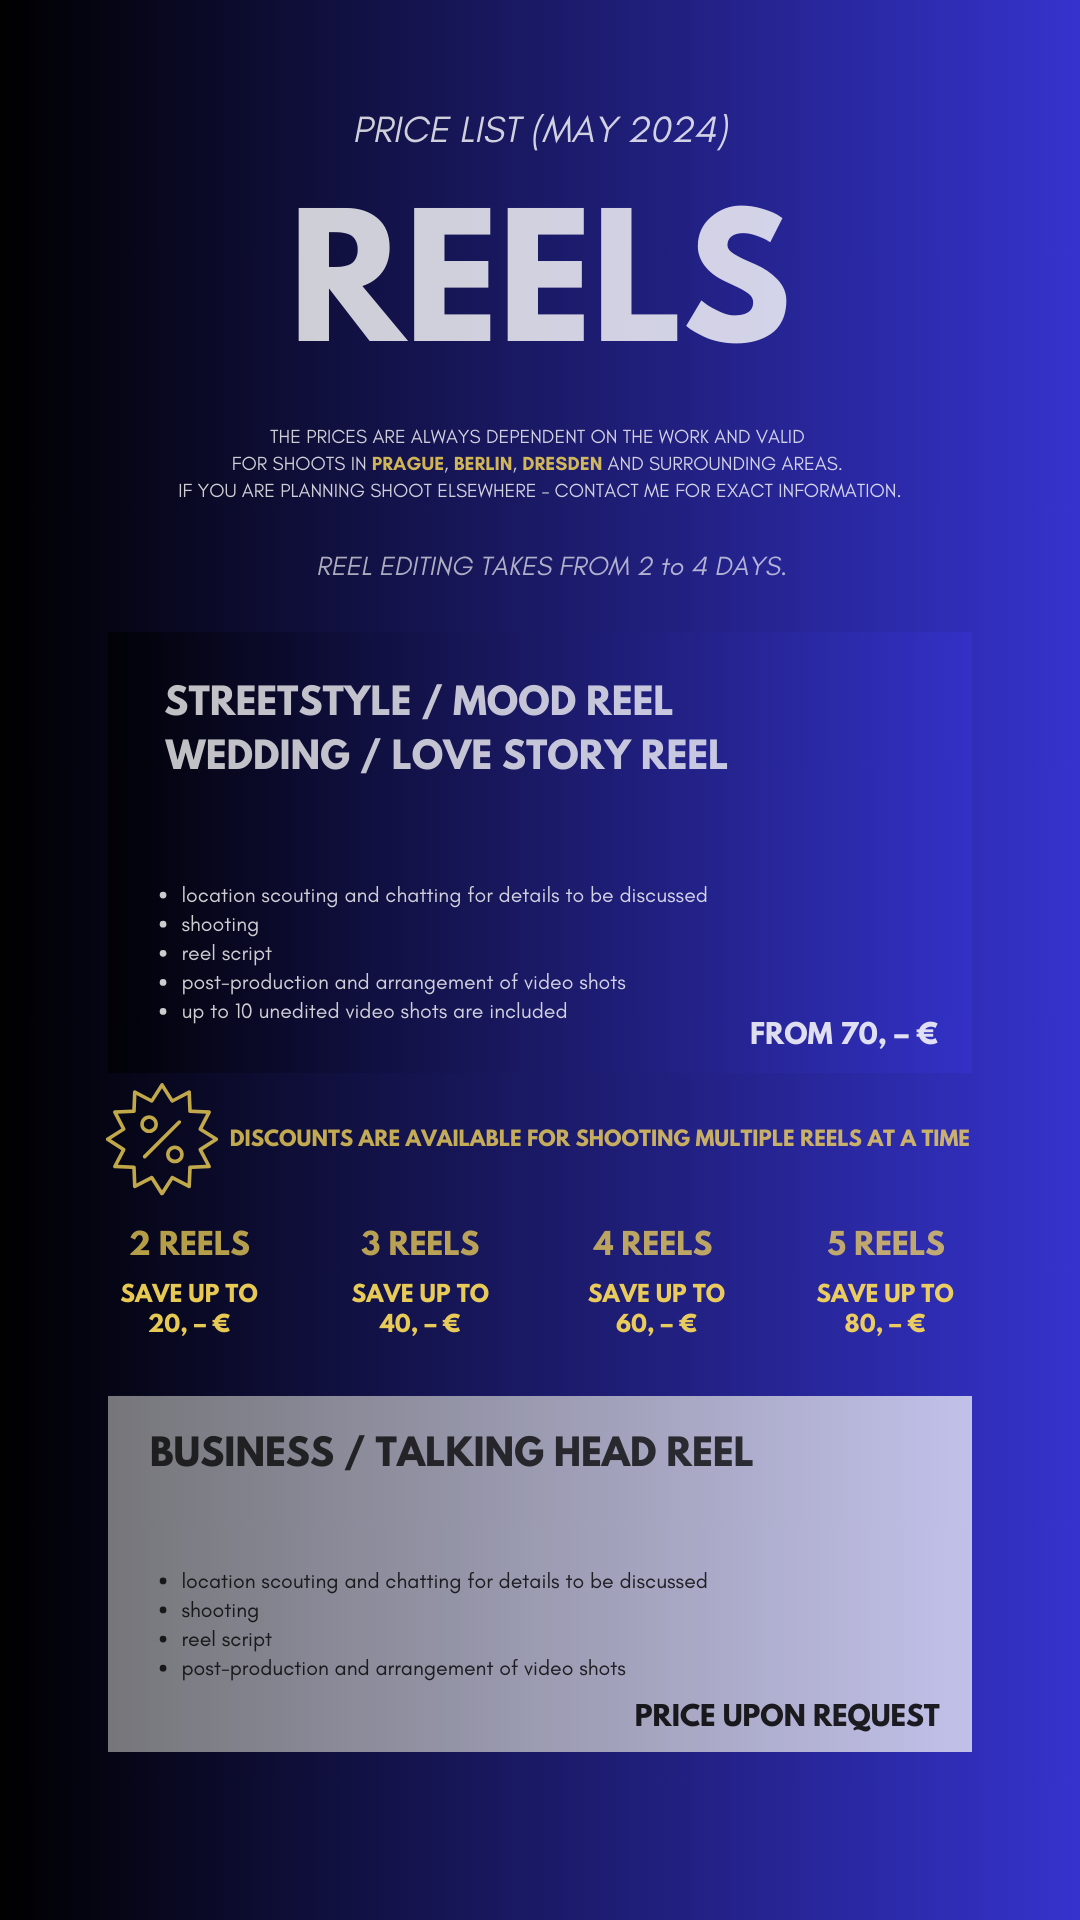 PRICE LIST (MAY 2024)
REELS
THE PRICES ARE ALWAYS DEPENDENT ON THE WORK AND VALID
FOR SHOOTS IN PRAGUE, BERLIN, DRESDEN AND SURROUNDING AREAS.
IF YOU ARE PLANNING SHOOT ELSEWHERE - CONTACT ME FOR EXACT INFORMATION.
REEL EDITING TAKES FROM 2 to 4 DAYS.
STREETSTYLE / MOOD REEL
WEDDING / LOVE STORY REEL
• location scouting and chatting for details to be discussed
• shooting
• reel script
• post-production and arrangement of video shots
• up to 10 unedited video shots are included
FROM 70, – €
%
DISCOUNTS ARE AVAILABLE FOR SHOOTING MULTIPLE REELS AT A TIME
2 REELS
SAVE UP TO
20, – €
3 REELS
SAVE UP TO
40, – €
4 REELS
SAVE UP TO
60, – €
5 REELS
SAVE UP TO
80, – €
BUSINESS / TALKING HEAD REEL
• location scouting and chatting for details to be discussed
• shooting
• reel script
• post-production and arrangement of video shots
PRICE UPON REQUEST